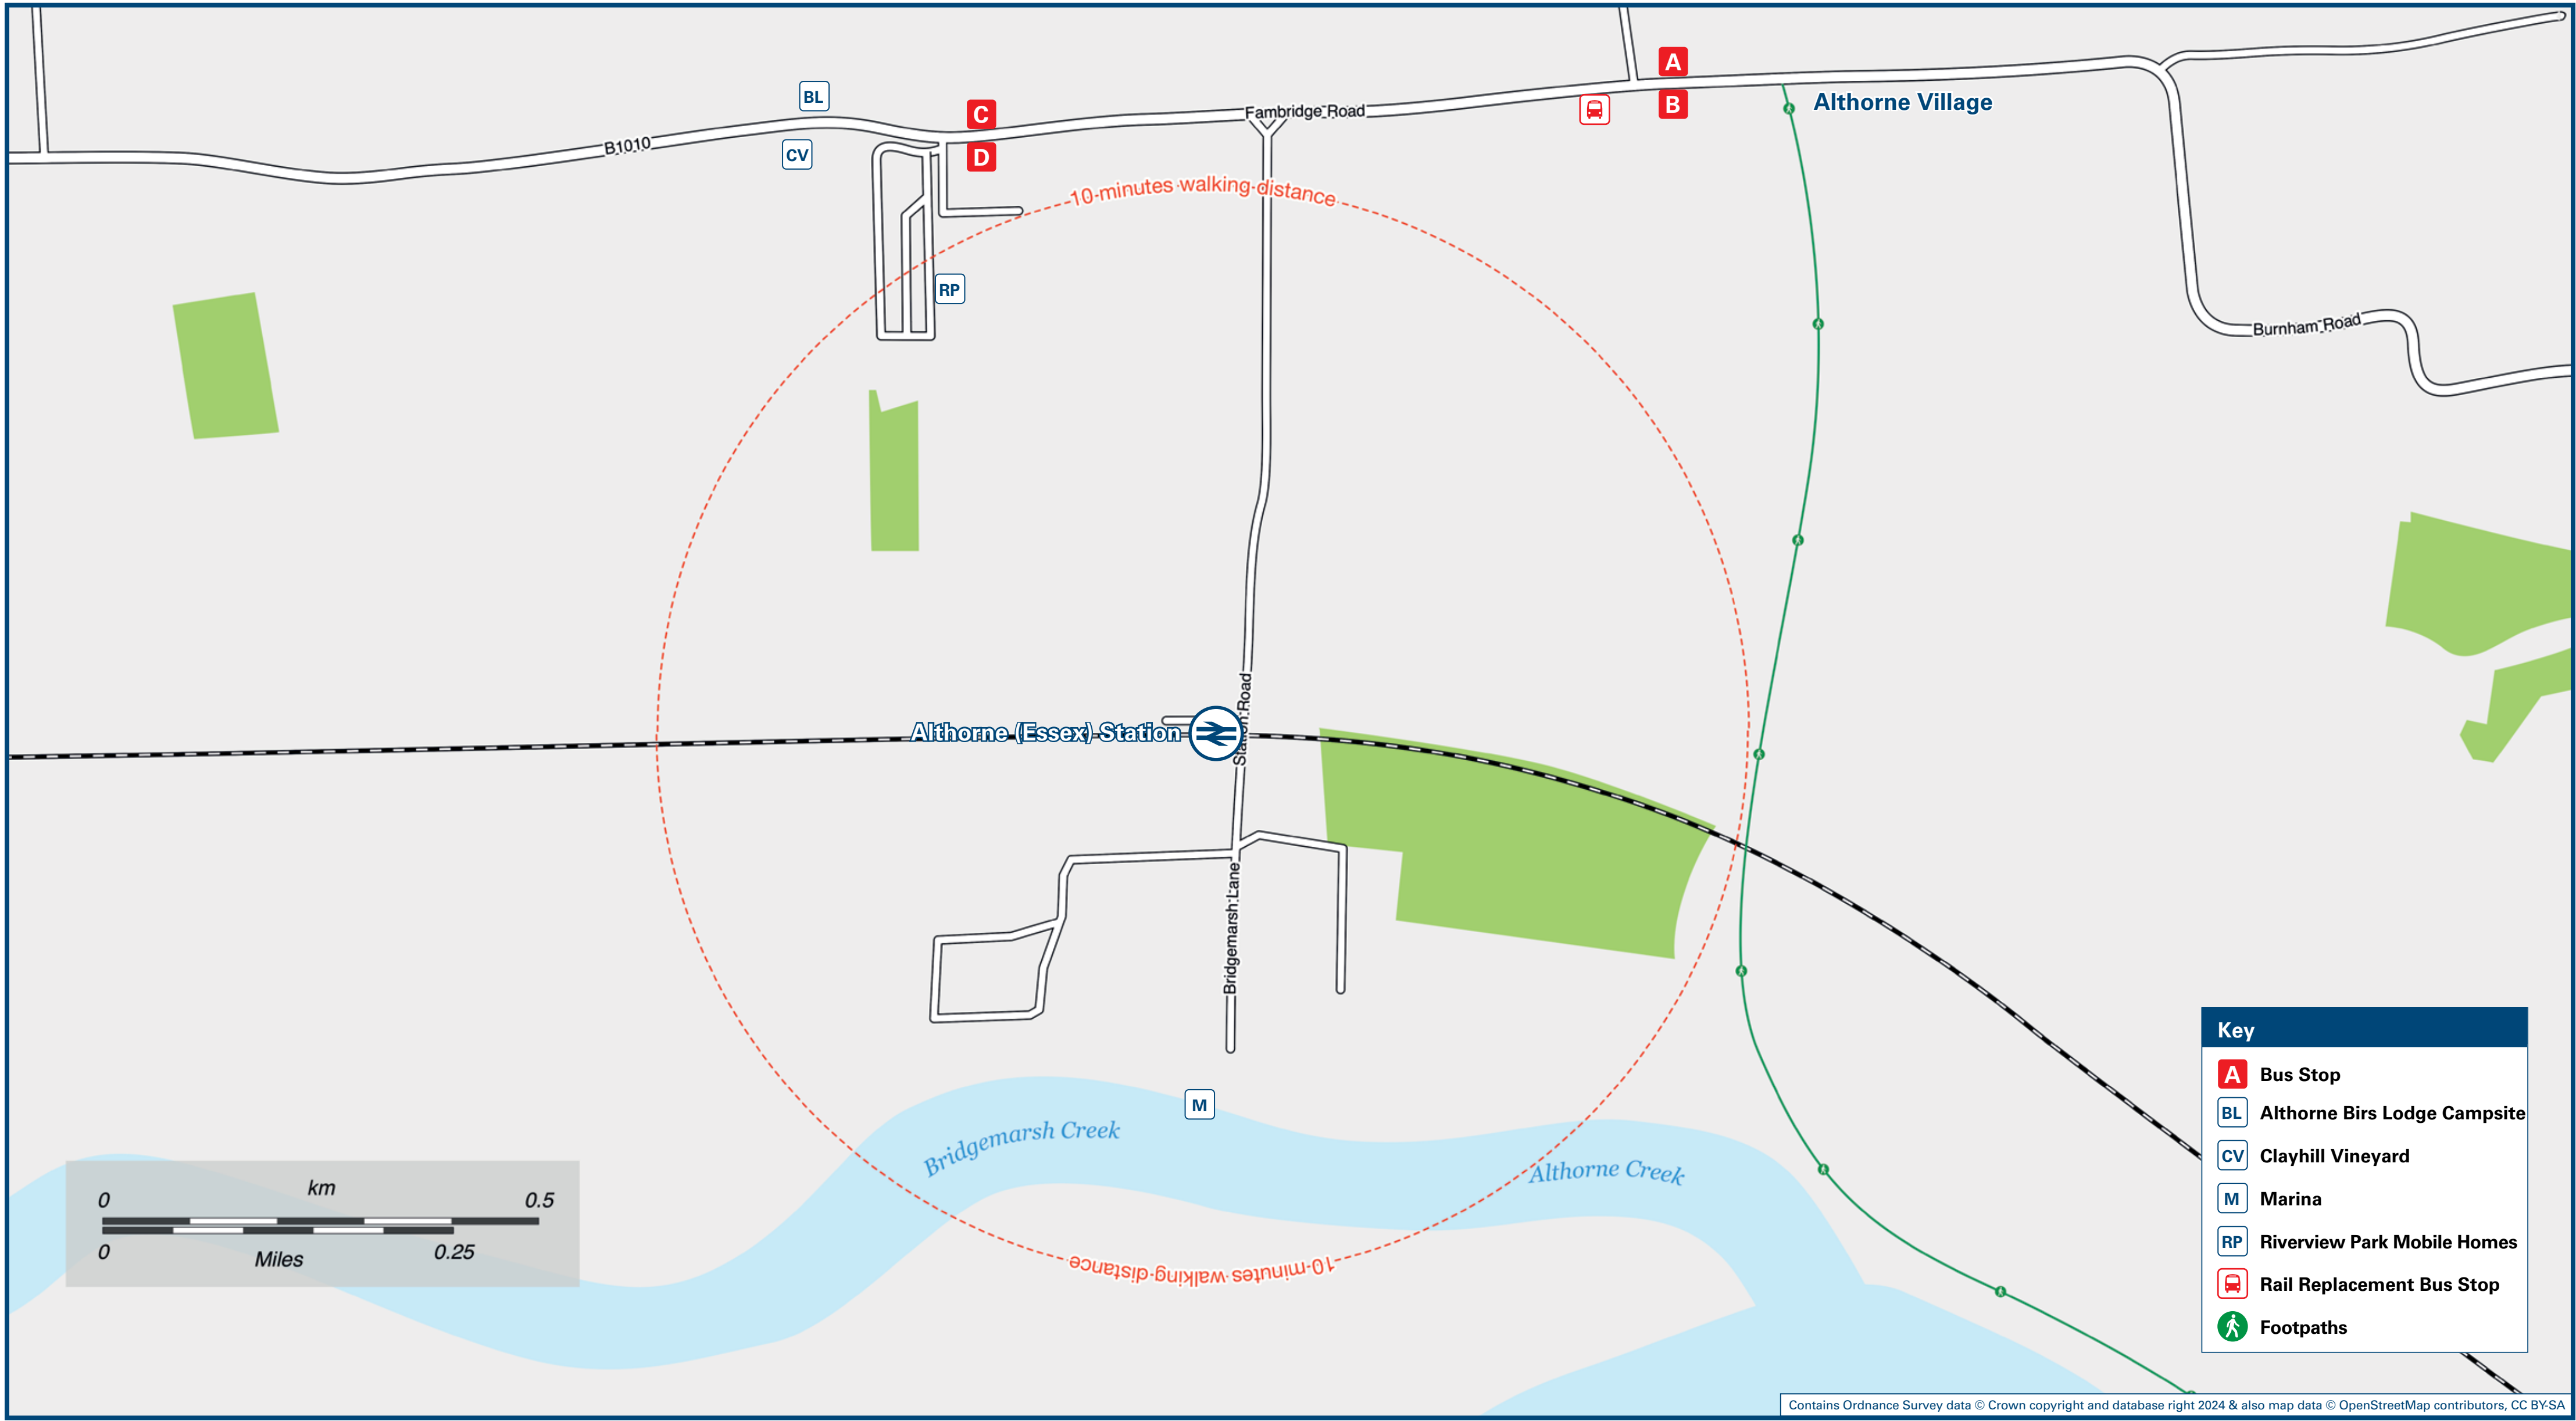 A
BL
Althorne Village
B
Fambridge Road
C
B1010
CV
D
10 minutes walking distance
RP
Burnham Road
Station Road
Althorne (Essex) Station
Bridgemarsh Lane
M
Bridgemarsh Creek
Althorne Creek
10 minutes walking distance
km
0 0.5
0 0.25
Miles
Key
A Bus Stop
BL Althorne Birs Lodge Campsite
CV Clayhill Vineyard
M Marina
RP Riverview Park Mobile Homes
Rail Replacement Bus Stop
Footpaths
Contains Ordnance Survey data © Crown copyright and database right 2024 & also map data © OpenStreetMap contributors, CC BY-SA